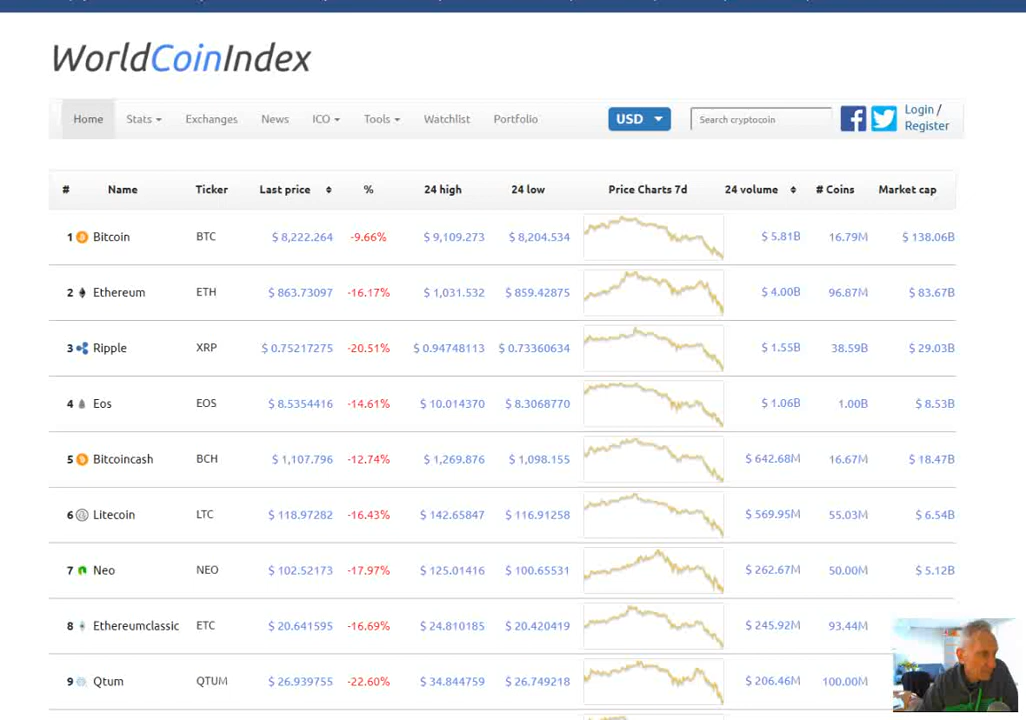 WorldCoinIndex
Home Stats Exchanges News ICO Tools Watchlist Portfolio USD Search cryptocoin Login / Register
# Name Ticker Last price % 24 high 24 low Price Charts 7d 24 volume # Coins Market cap
1 Bitcoin BTC $ 8,222.264 -9.66% $ 9,109.273 $ 8,204.534 $ 5.81B 16.79M $ 138.06B
2 Ethereum ETH $ 863.73097 -16.17% $ 1,031.532 $ 859.42875 $ 4.00B 96.87M $ 83.67B
3 Ripple XRP $ 0.75217275 -20.51% $ 0.94748113 $ 0.73360634 $ 1.55B 38.59B $ 29.03B
4 Eos EOS $ 8.5354416 -14.61% $ 10.014370 $ 8.3068770 $ 1.06B 1.00B $ 8.53B
5 Bitcoincash BCH $ 1,107.796 -12.74% $ 1,269.876 $ 1,098.155 $ 642.68M 16.67M $ 18.47B
6 Litecoin LTC $ 118.97282 -16.43% $ 142.65847 $ 116.91258 $ 569.95M 55.03M $ 6.54B
7 Neo NEO $ 102.52173 -17.97% $ 125.01416 $ 100.65531 $ 262.67M 50.00M $ 5.12B
8 Ethereumclassic ETC $ 20.641595 -16.69% $ 24.810185 $ 20.420419 $ 245.92M 93.44M
9 Qtum QTUM $ 26.939755 -22.60% $ 34.844759 $ 26.749218 $ 206.46M 100.00M